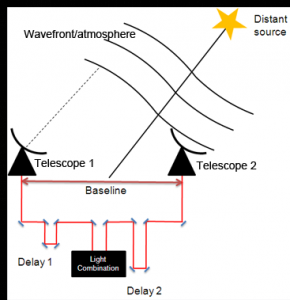 Distant
source
Wavefront/atmosphere
Telescope 1
Telescope 2
Baseline
Delay 1
Light
Combination
Delay 2